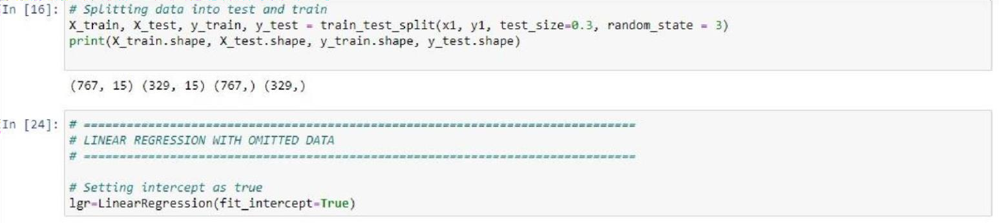 In [16]: # Splitting data into test and train
X_train, X_test, y_train, y_test = train_test_split(x1, y1, test_size=0.3, random_state = 3)
print(X_train.shape, X_test.shape, y_train.shape, y_test.shape)
(767, 15) (329, 15) (767,) (329,)
In [24]: # =============================================================================
# LINEAR REGRESSION WITH OMITTED DATA
# =============================================================================
# Setting intercept as true
lgr=LinearRegression(fit_intercept=True)